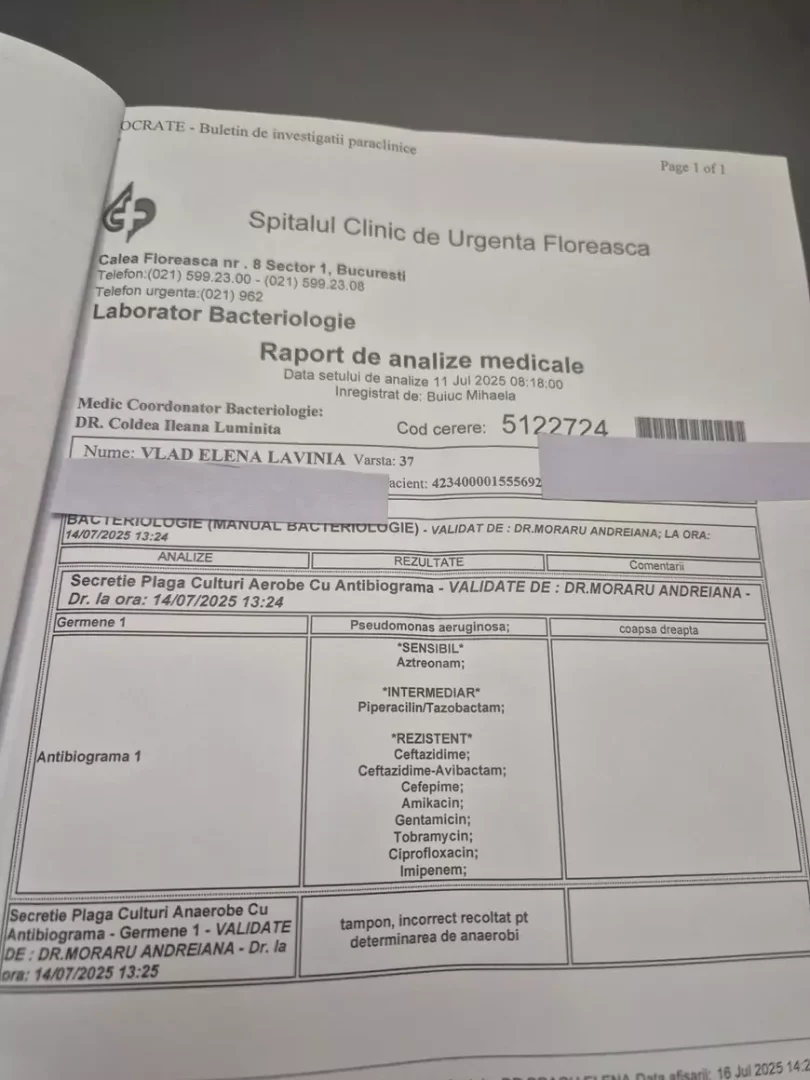 OCRATE - Buletin de investigatii paraclinice
Page 1 of 1
Spitalul Clinic de Urgenta Floreasca
Calea Floreasca nr . 8 Sector 1, Bucuresti
Telefon:(021) 599.23.00 - (021) 599.23.08
Telefon urgenta:(021) 962
Laborator Bacteriologie
Raport de analize medicale
Data setului de analize 11 Jul 2025 08:18:00
Inregistrat de: Buiuc Mihaela
Medic Coordonator Bacteriologie:
DR. Coldea Ileana Luminita
Cod cerere: 5122724
Nume: VLAD ELENA LAVINIA Varsta: 37
acient: 423400001555692
BACTERIOLOGIE (MANUAL BACTERIOLOGIE) - VALIDAT DE : DR.MORARU ANDREIANA; LA ORA:
14/07/2025 13:24
ANALIZE REZULTATE Comentarii
Secretie Plaga Culturi Aerobe Cu Antibiograma - VALIDATE DE : DR.MORARU ANDREIANA -
Dr. la ora: 14/07/2025 13:24
Germene 1 Pseudomonas aeruginosa; coapsa dreapta
Antibiograma 1
*SENSIBIL*
Aztreonam;
*INTERMEDIAR*
Piperacilin/Tazobactam;
*REZISTENT*
Ceftazidime;
Ceftazidime-Avibactam;
Cefepime;
Amikacin;
Gentamicin;
Tobramycin;
Ciprofloxacin;
Imipenem;
Secretie Plaga Culturi Anaerobe Cu
Antibiograma - Germene 1 - VALIDATE
DE : DR.MORARU ANDREIANA - Dr. la
ora: 14/07/2025 13:25
tampon, incorrect recoltat pt
determinarea de anaerobi
ELENA Data afisarii: 16 Jul 2025 14:2